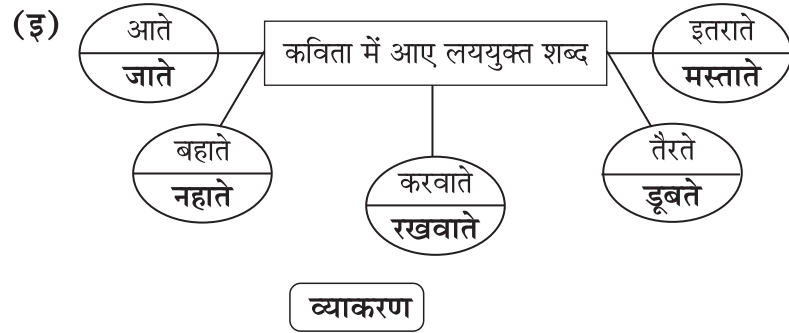 (इ)
आते
जाते
कविता में आए लययुक्त शब्द
इतराते
मस्ताते
बहाते
नहाते
करवाते
रखवाते
तैरते
डूबते
व्याकरण